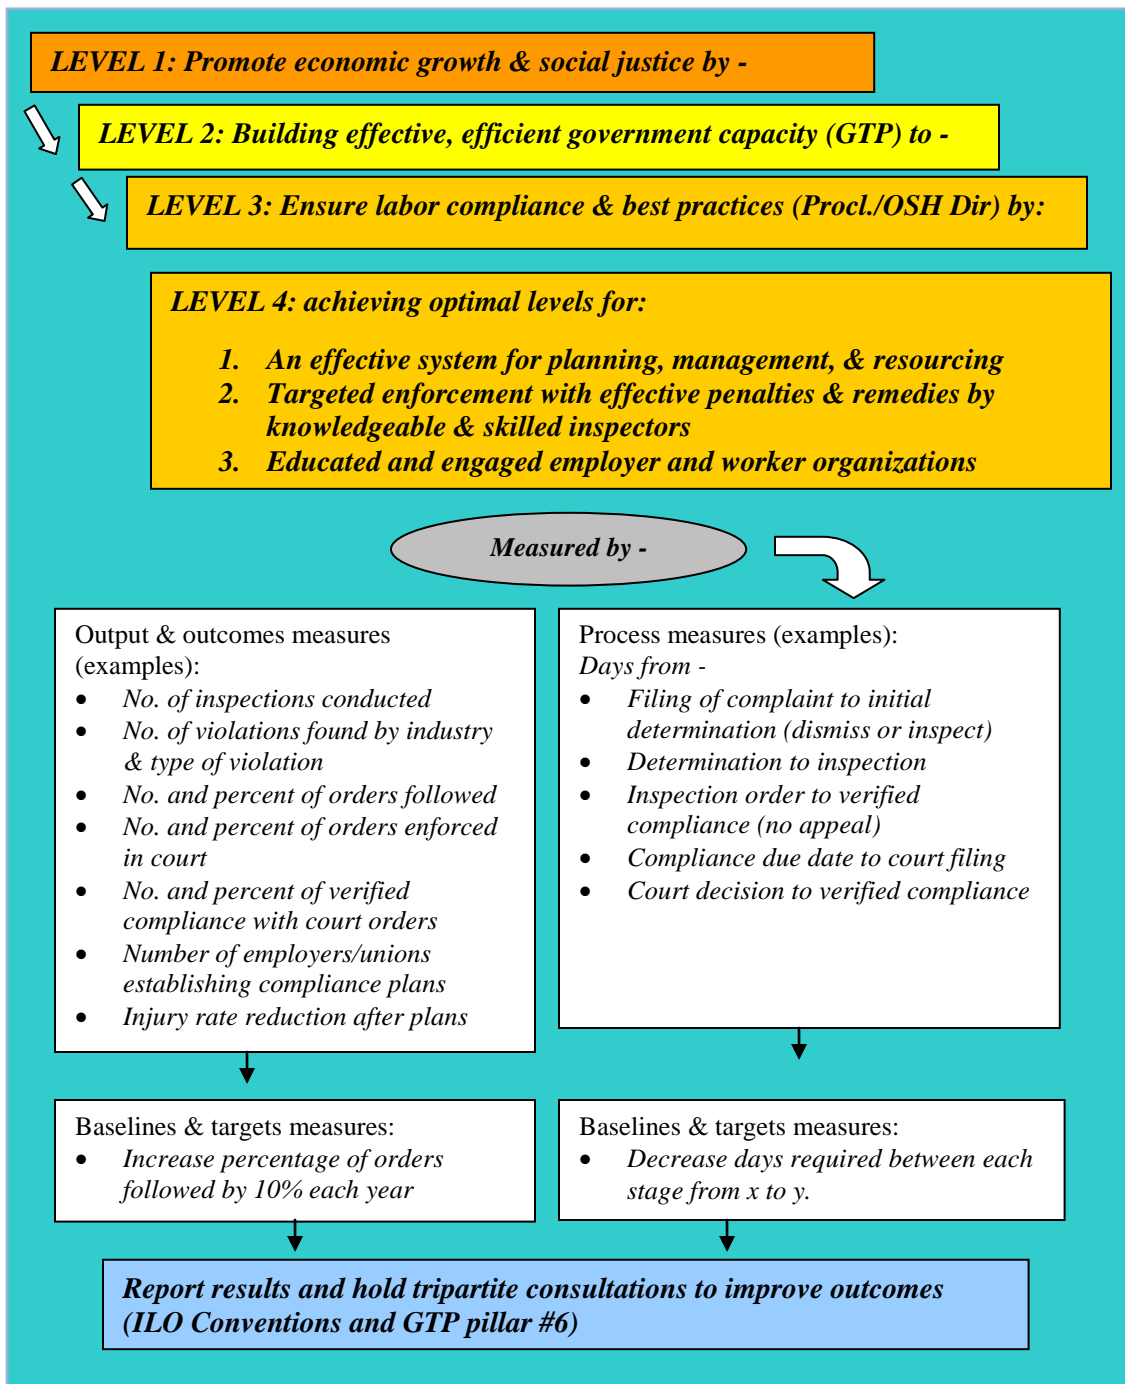 LEVEL 1: Promote economic growth & social justice by -
LEVEL 2: Building effective, efficient government capacity (GTP) to -
LEVEL 3: Ensure labor compliance & best practices (Procl./OSH Dir) by:
LEVEL 4: achieving optimal levels for:
1. An effective system for planning, management, & resourcing
2. Targeted enforcement with effective penalties & remedies by
knowledgeable & skilled inspectors
3. Educated and engaged employer and worker organizations
Measured by -
Output & outcomes measures
(examples):
• No. of inspections conducted
• No. of violations found by industry
& type of violation
• No. and percent of orders followed
• No. and percent of orders enforced
in court
• No. and percent of verified
compliance with court orders
• Number of employers/unions
establishing compliance plans
• Injury rate reduction after plans
Process measures (examples):
Days from -
• Filing of complaint to initial
determination (dismiss or inspect)
• Determination to inspection
• Inspection order to verified
compliance (no appeal)
• Compliance due date to court filing
• Court decision to verified compliance
Baselines & targets measures:
• Increase percentage of orders
followed by 10% each year
Baselines & targets measures:
• Decrease days required between each
stage from x to y.
Report results and hold tripartite consultations to improve outcomes
(ILO Conventions and GTP pillar #6)